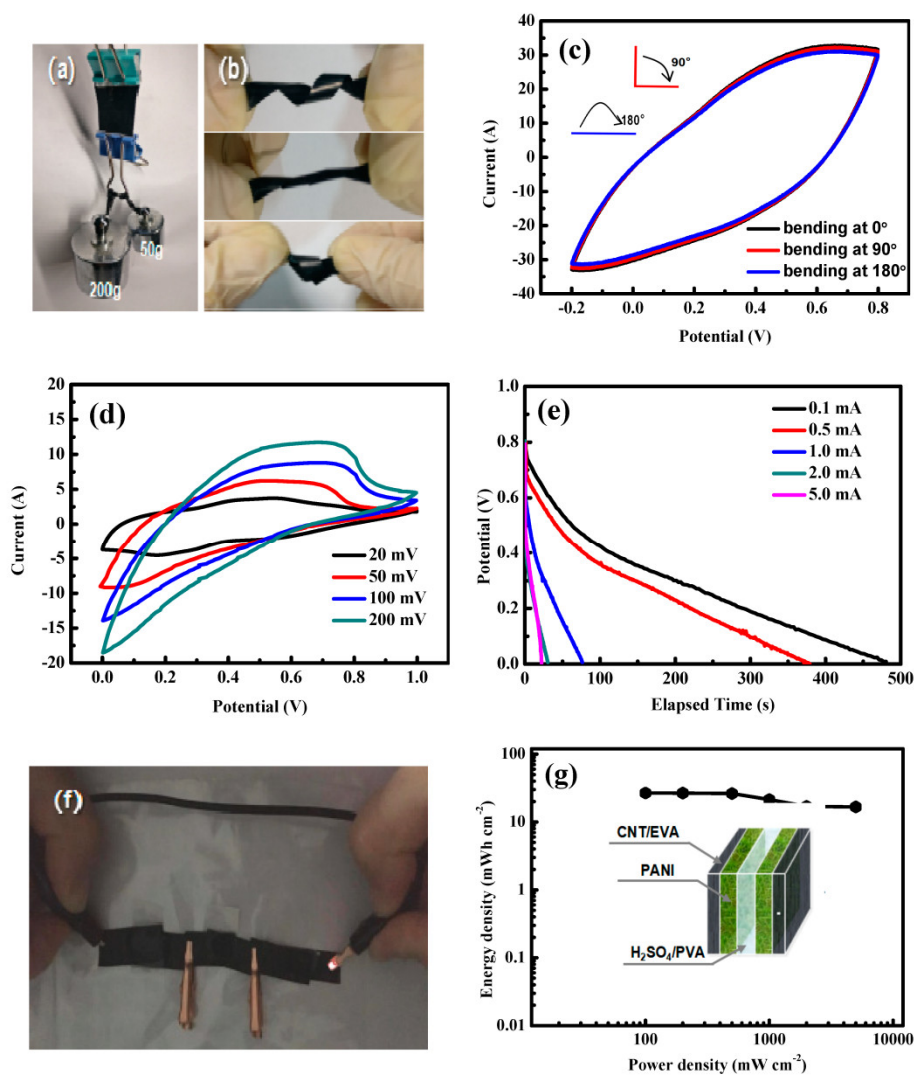 (a)
200g
50g
(b)
(c)
90°
180°
Current (A)
40
30
20
10
0
-10
-20
-30
-40
-0.2
0.0
0.2
0.4
0.6
0.8
Potential (V)
bending at 0°
bending at 90°
bending at 180°
(d)
Current (A)
20
15
10
5
0
-5
-10
-15
-20
0.0
0.2
0.4
0.6
0.8
1.0
Potential (V)
20 mV
50 mV
100 mV
200 mV
(e)
Potential (V)
1.0
0.8
0.6
0.4
0.2
0.0
0
100
200
300
400
500
Elapsed Time (s)
0.1 mA
0.5 mA
1.0 mA
2.0 mA
5.0 mA
(f)
(g)
Energy density (mWh cm⁻²)
100
10
1
0.1
0.01
100
1000
10000
Power density (mW cm⁻²)
CNT/EVA
PANI
H₂SO₄/PVA